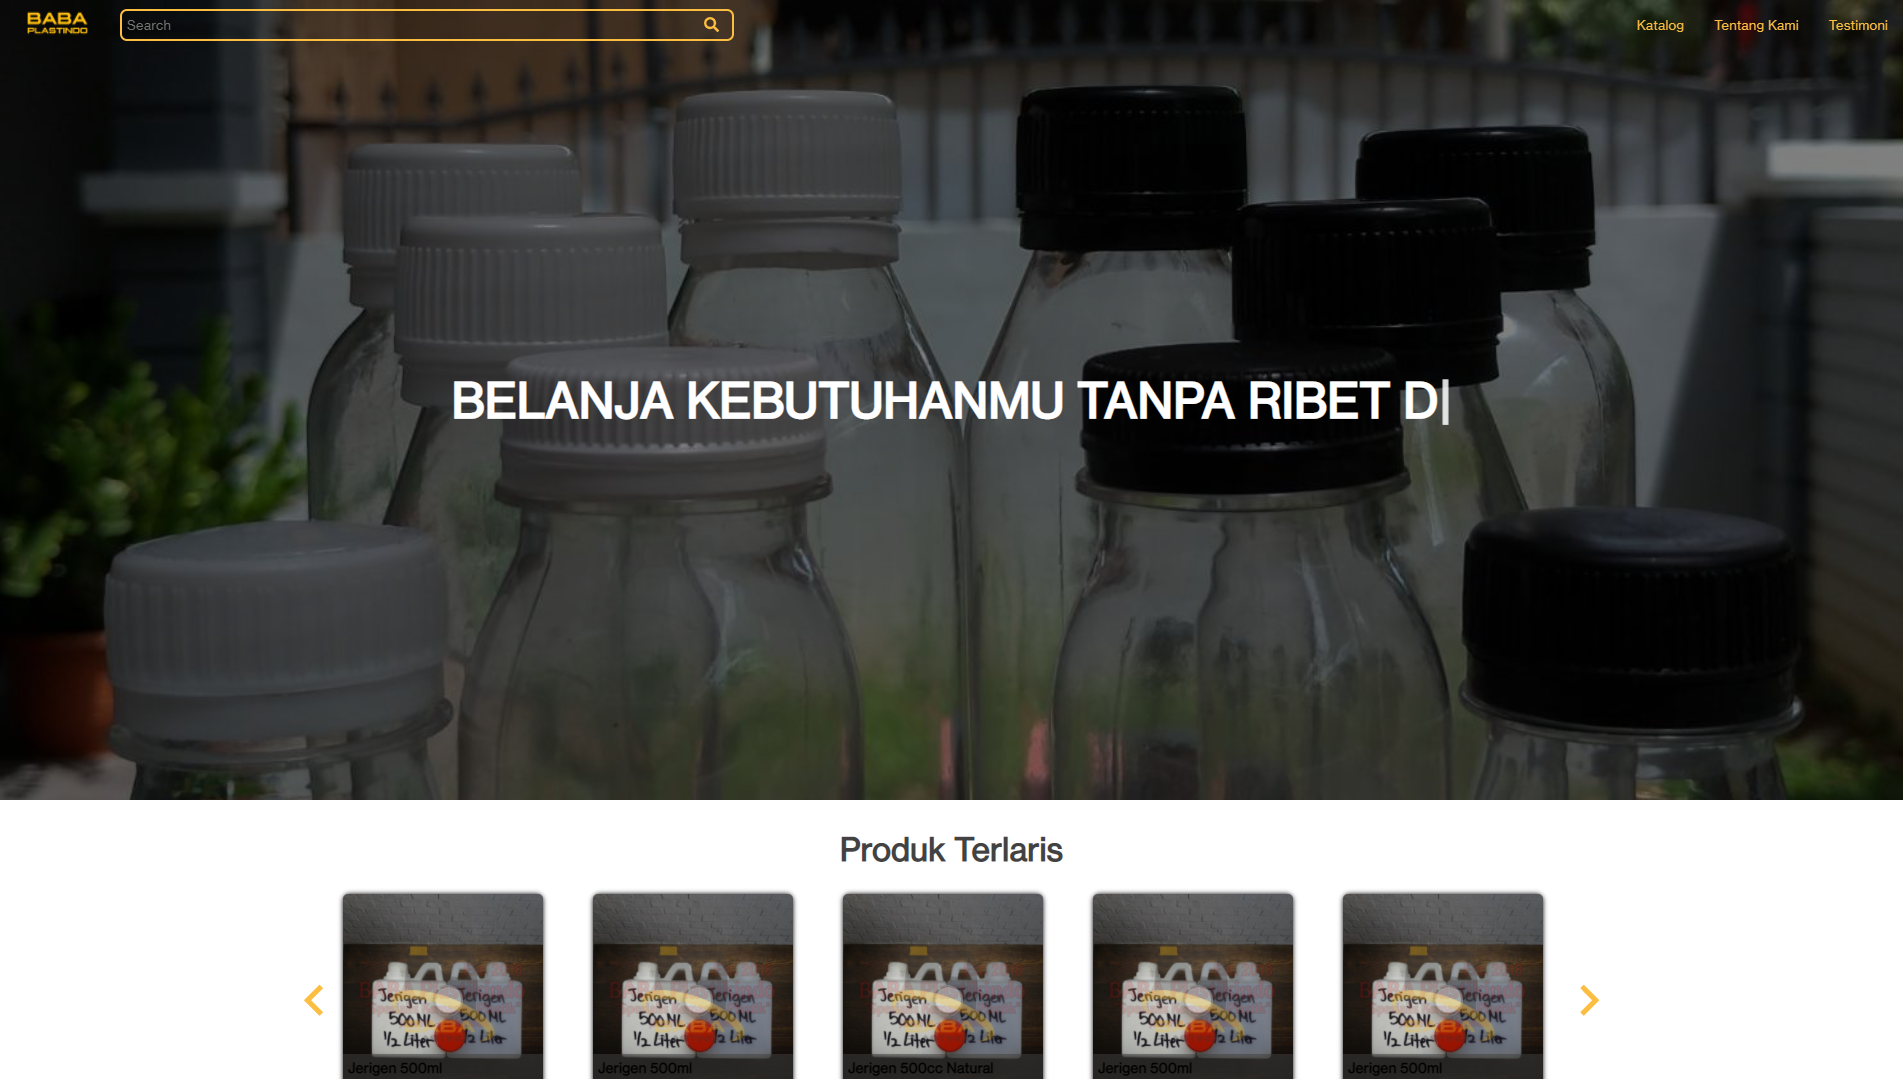 BABA
PLASTINDO
Search
Katalog
Tentang Kami
Testimoni
BELANJA KEBUTUHANMU TANPA RIBET D|
Produk Terlaris
Jerigen
500 ML
1/2 Liter
Jerigen
500 ML
1/2 Liter
Jerigen 500ml
Jerigen
500 ML
1/2 Liter
Jerigen
500 ML
1/2 Liter
Jerigen 500ml
Jerigen
500 ML
1/2 Liter
Jerigen
500 ML
1/2 Liter
Jerigen 500cc Natural
Jerigen
500 ML
1/2 Liter
Jerigen
500 ML
1/2 Liter
Jerigen 500ml
Jerigen
500 ML
1/2 Liter
Jerigen
500 ML
1/2 Liter
Jerigen 500ml